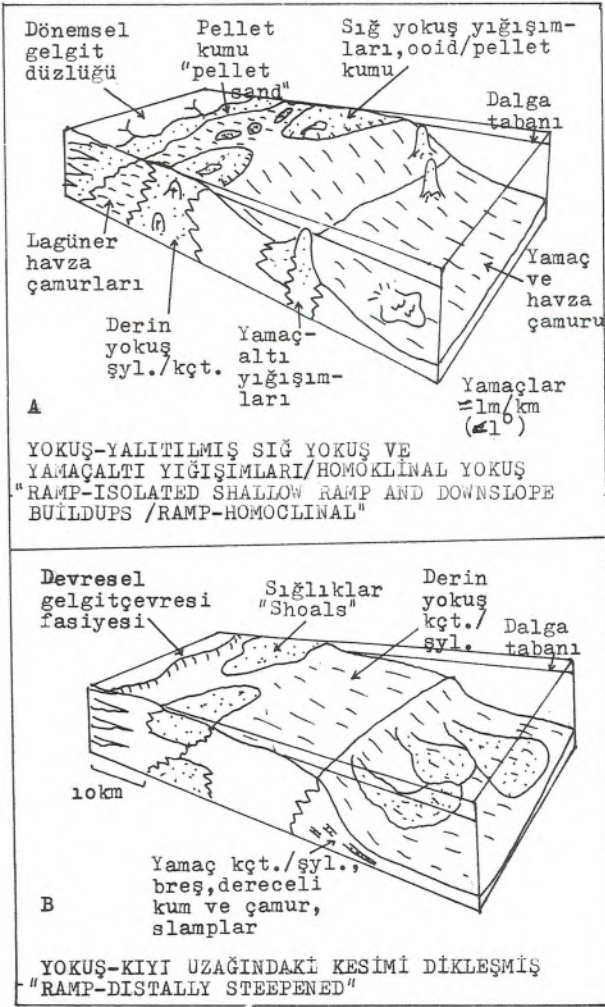 Dönemsel
gelgit
düzlüğü
Pellet
kumu
"pellet
sand"
Sığ yokuş yığışım-
ları,ooid/pellet
kumu
Dalga
tabanı
Lagüner
havza
çamurları
Derin
yokuş
şyl./kçt.
Yamaç-
altı
yığışım-
ları
Yamaç
ve
havza
çamuru
Yamaçlar
≃1m/km
(<1°)
A
YOKUŞ-YALITILMIŞ SIĞ YOKUŞ VE
YAMAÇALTI YIĞIŞIMLARI/HOMOKLİNAL YOKUŞ
"RAMP-ISOLATED SHALLOW RAMP AND DOWNSLOPE
BUILDUPS /RAMP-HOMOCLINAL"
Devresel
gelgitçevresi
fasiyesi
Sığlıklar
"Shoals"
Derin
yokuş
kçt./
şyl.
Dalga
tabanı
10km
Yamaç kçt./şyl.,
breş,dereceli
kum ve çamur,
slamplar
B
YOKUŞ-KIYI UZAĞINDAKİ KESİMİ DİKLEŞMİŞ
"RAMP-DISTALLY STEEPENED"